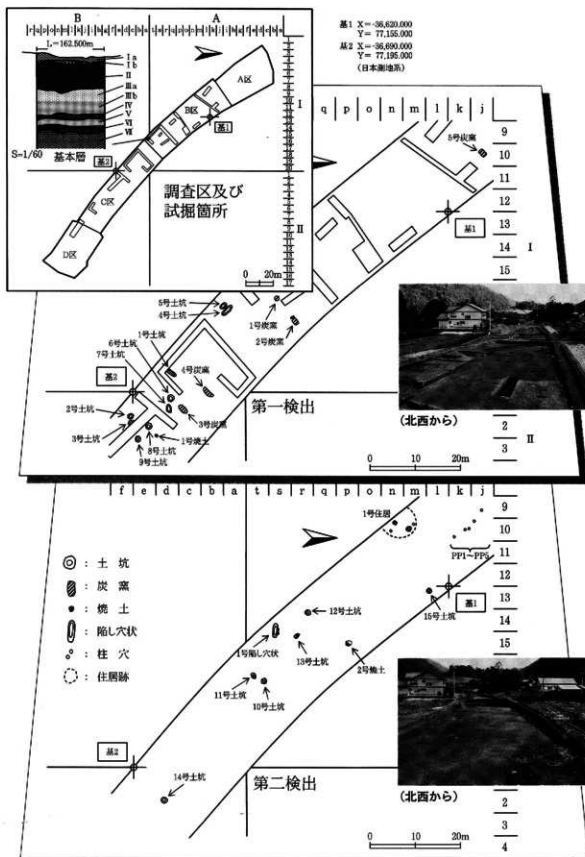 B
A
r q p o n m l k j i h g f e d c b a
L=162.500m
Ⅰa
Ⅰb
Ⅱ
Ⅲa
Ⅲb
Ⅳ
Ⅴ
Ⅵ
Ⅶ
S-1/60
基本層
A区
B区
C区
D区
基1
基2
調査区及び
試掘箇所
Ⅰ
Ⅱ
0 20m
基1 X=-36,620.000
Y= 77,155.000
基2 X=-36,690.000
Y= 77,195.000
(日本測地系)
q p o n m l k j
9
10
11
12
13
14
15
Ⅰ
2
3
Ⅱ
5号炭窯
基1
5号土坑
4号土坑
1号炭窯
2号炭窯
1号土坑
6号土坑
7号土坑
4号炭窯
基2
2号土坑
3号炭窯
3号土坑
1号焼土
8号土坑
9号土坑
第一検出
(北西から)
0 10 20m
f e d c b a t s r q p o n m l k j
9
10
11
12
13
14
15
2
3
4
1号住居
PP1〜PP5
基1
15号土坑
12号土坑
1号陥し穴状
13号土坑
2号焼土
11号土坑
10号土坑
基2
14号土坑
:土坑
:炭窯
:焼土
:陥し穴状
:柱穴
:住居跡
第二検出
(北西から)
0 10 20m